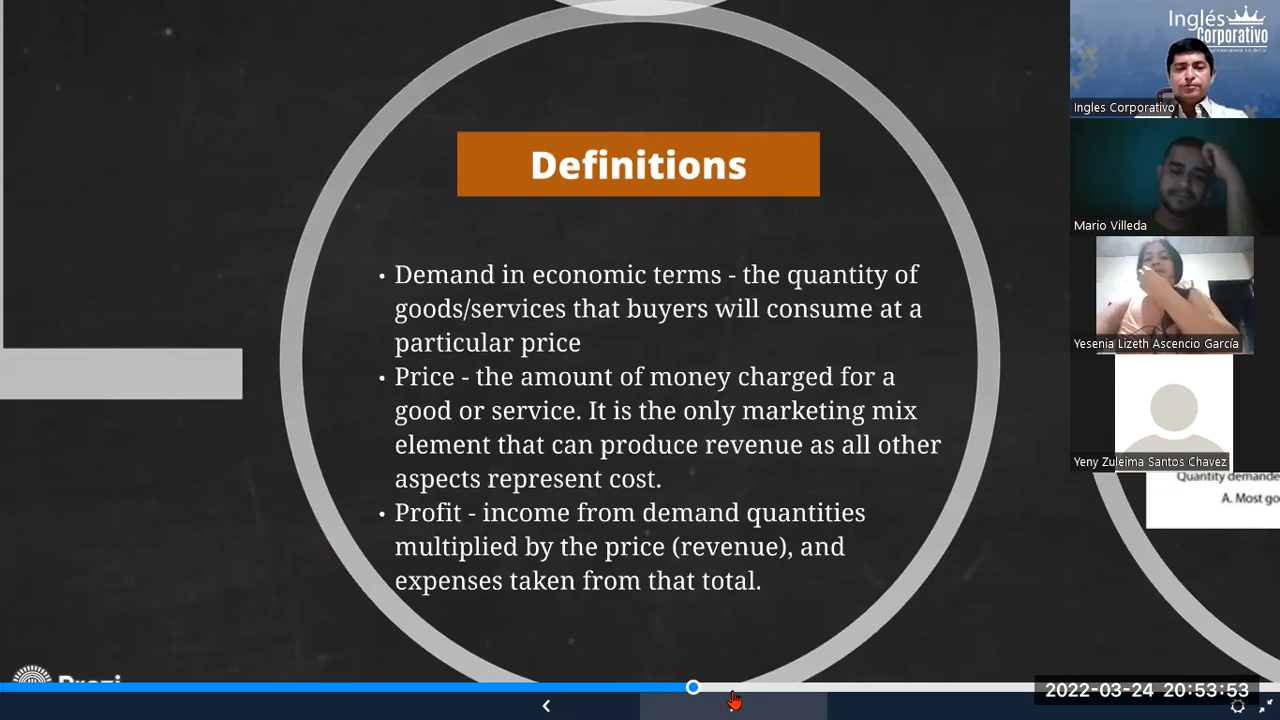 Definitions
• Demand in economic terms - the quantity of
goods/services that buyers will consume at a
particular price
• Price - the amount of money charged for a
good or service. It is the only marketing mix
element that can produce revenue as all other
aspects represent cost.
• Profit - income from demand quantities
multiplied by the price (revenue), and
expenses taken from that total.
Prezi
Inglés
Corporativo
Ingles Corporativo
Mario Villeda
Yesenia Lizeth Ascencio García
Yeny Zuleima Santos Chavez
Quantity demande
A. Most go
2022-03-24 20:53:53